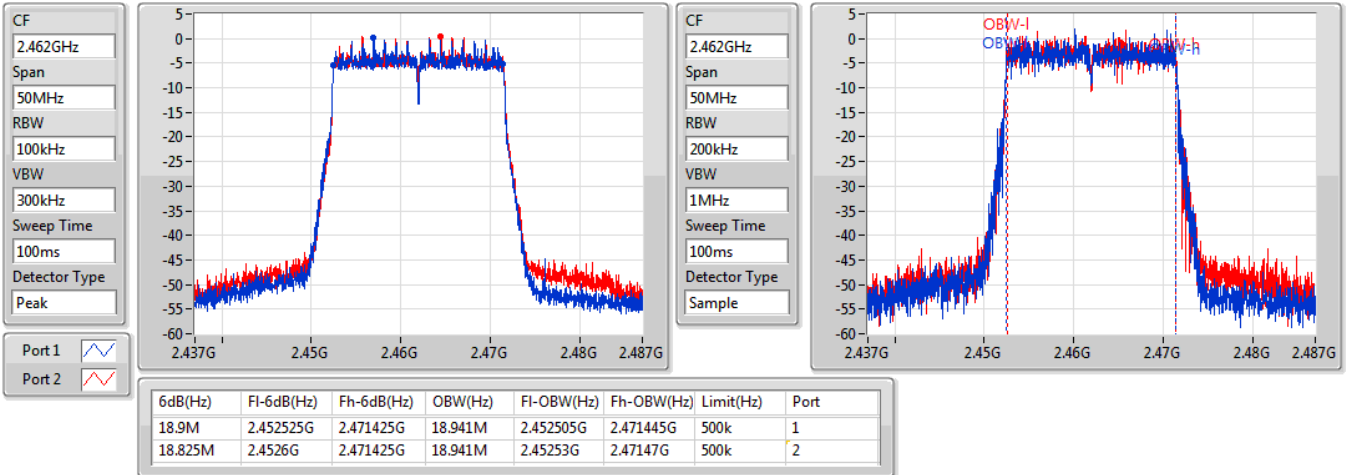 CF
2.462GHz
Span
50MHz
RBW
100kHz
VBW
300kHz
Sweep Time
100ms
Detector Type
Peak
Port 1
Port 2
5
0
-5
-10
-15
-20
-25
-30
-35
-40
-45
-50
-55
-60
2.437G 2.45G 2.46G 2.47G 2.48G 2.487G
CF
2.462GHz
Span
50MHz
RBW
200kHz
VBW
1MHz
Sweep Time
100ms
Detector Type
Sample
5
0
-5
-10
-15
-20
-25
-30
-35
-40
-45
-50
-55
-60
OBW-l
2.437G 2.45G 2.46G 2.47G 2.48G 2.487G
6dB(Hz) Fl-6dB(Hz) Fh-6dB(Hz) OBW(Hz) Fl-OBW(Hz) Fh-OBW(Hz) Limit(Hz) Port
18.9M 2.452525G 2.471425G 18.941M 2.452505G 2.471445G 500k 1
18.825M 2.4526G 2.471425G 18.941M 2.45253G 2.47147G 500k 2